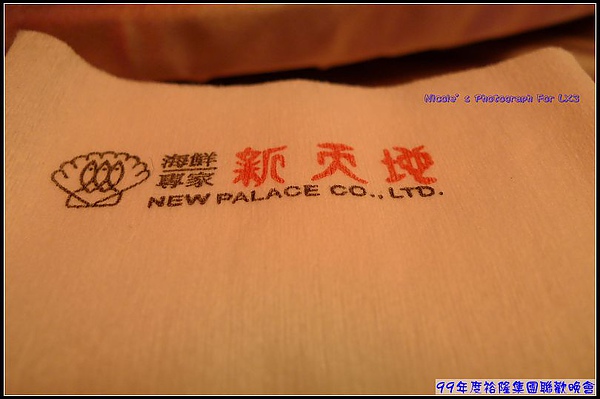 Nicole's Photograph For LX3
海鮮
專家
新天地
NEW PALACE CO., LTD.
99年度裕隆集團聯歡晚會